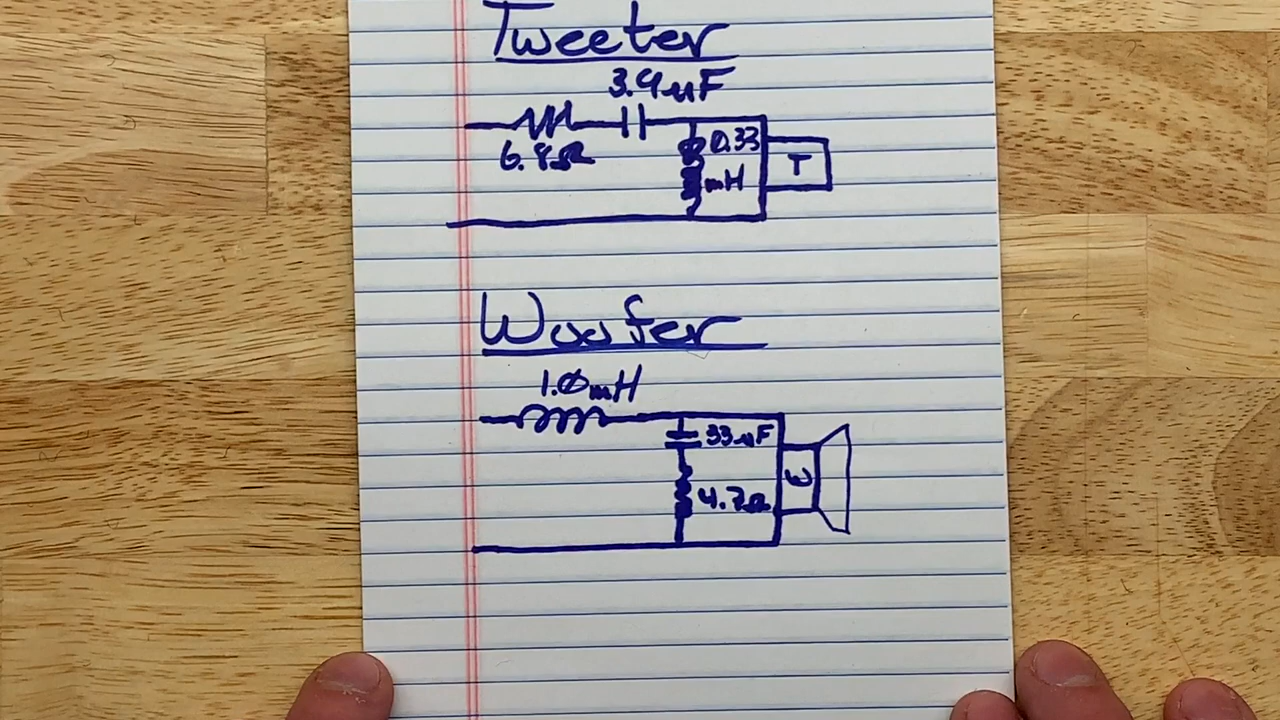 Tweeter
3.9uF
6.8Ω
0.33
mH
T
Woofer
1.0mH
33uF
4.7Ω
W